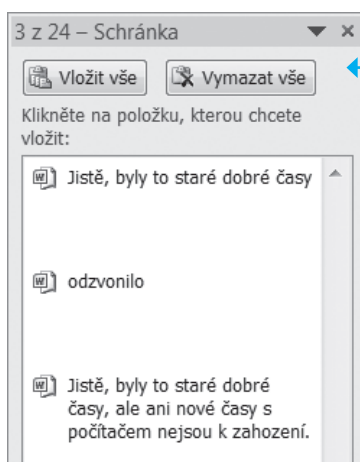 3 z 24 – Schránka
Vložit vše Vymazat vše
Klikněte na položku, kterou chcete
vložit:
Jistě, byly to staré dobré časy
odzvonilo
Jistě, byly to staré dobré
časy, ale ani nové časy s
počítačem nejsou k zahození.